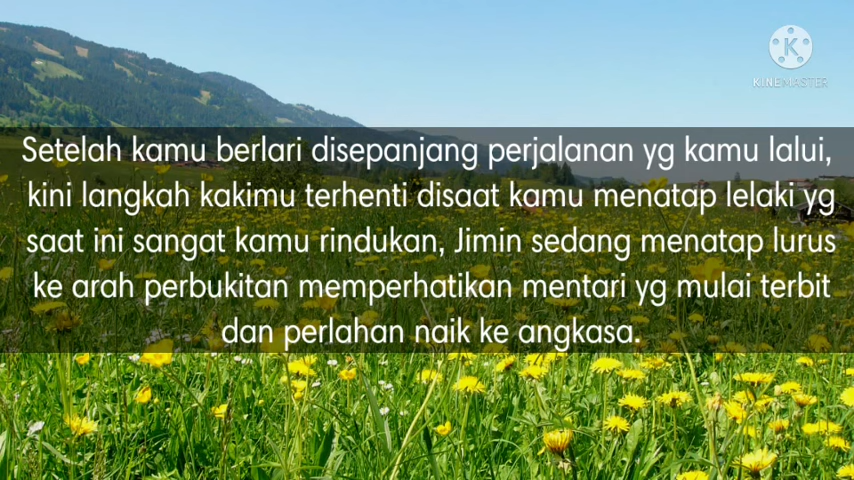 KINEMASTER
Setelah kamu berlari disepanjang perjalanan yg kamu lalui,
kini langkah kakimu terhenti disaat kamu menatap lelaki yg
saat ini sangat kamu rindukan, Jimin sedang menatap lurus
ke arah perbukitan memperhatikan mentari yg mulai terbit
dan perlahan naik ke angkasa.